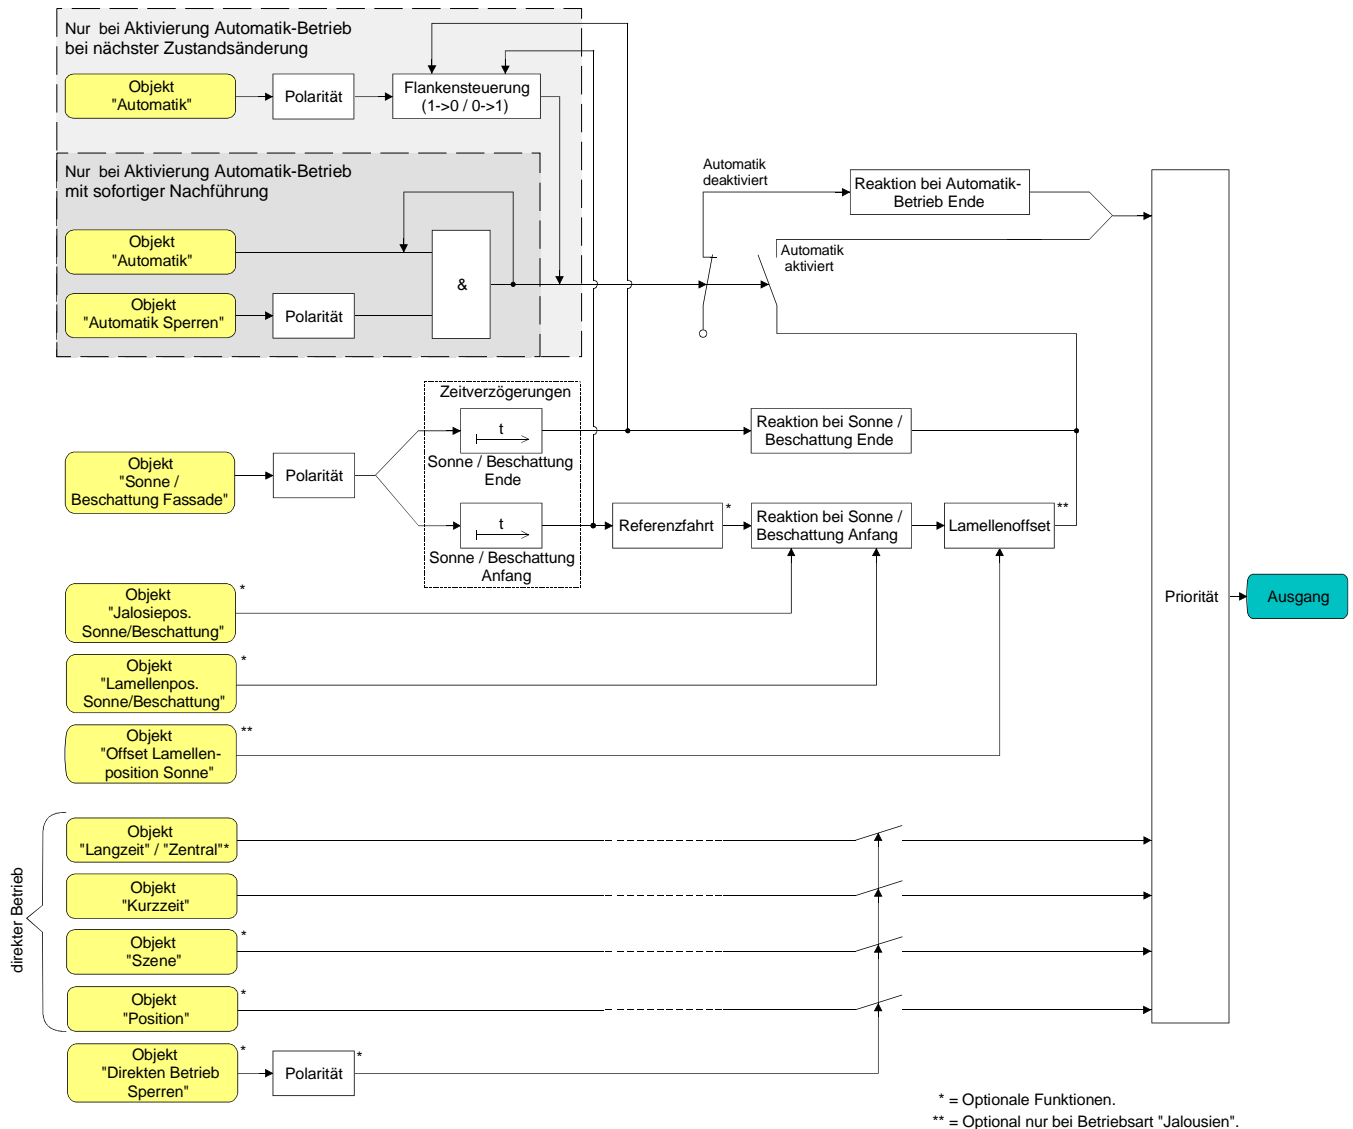 Nur bei Aktivierung Automatik-Betrieb
bei nächster Zustandsänderung
Objekt
"Automatik"
Polarität
Flankensteuerung
(1->0 / 0->1)
Nur bei Aktivierung Automatik-Betrieb
mit sofortiger Nachführung
Objekt
"Automatik"
&
Objekt
"Automatik Sperren"
Polarität
Automatik
deaktiviert
Reaktion bei Automatik-
Betrieb Ende
Automatik
aktiviert
Zeitverzögerungen
t
Sonne / Beschattung
Ende
Reaktion bei Sonne /
Beschattung Ende
Objekt
"Sonne /
Beschattung Fassade"
Polarität
t
Sonne / Beschattung
Anfang
Referenzfahrt
*
Reaktion bei Sonne /
Beschattung Anfang
Lamellenoffset
**
Objekt
"Jalosiepos.
Sonne/Beschattung"
*
Objekt
"Lamellenpos.
Sonne/Beschattung"
*
Objekt
"Offset Lamellen-
position Sonne"
**
Priorität
Ausgang
direkter Betrieb
Objekt
"Langzeit" / "Zentral"*
Objekt
"Kurzzeit"
Objekt
"Szene"
*
Objekt
"Position"
*
Objekt
"Direkten Betrieb
Sperren"
*
Polarität
*
* = Optionale Funktionen.
** = Optional nur bei Betriebsart "Jalousien".